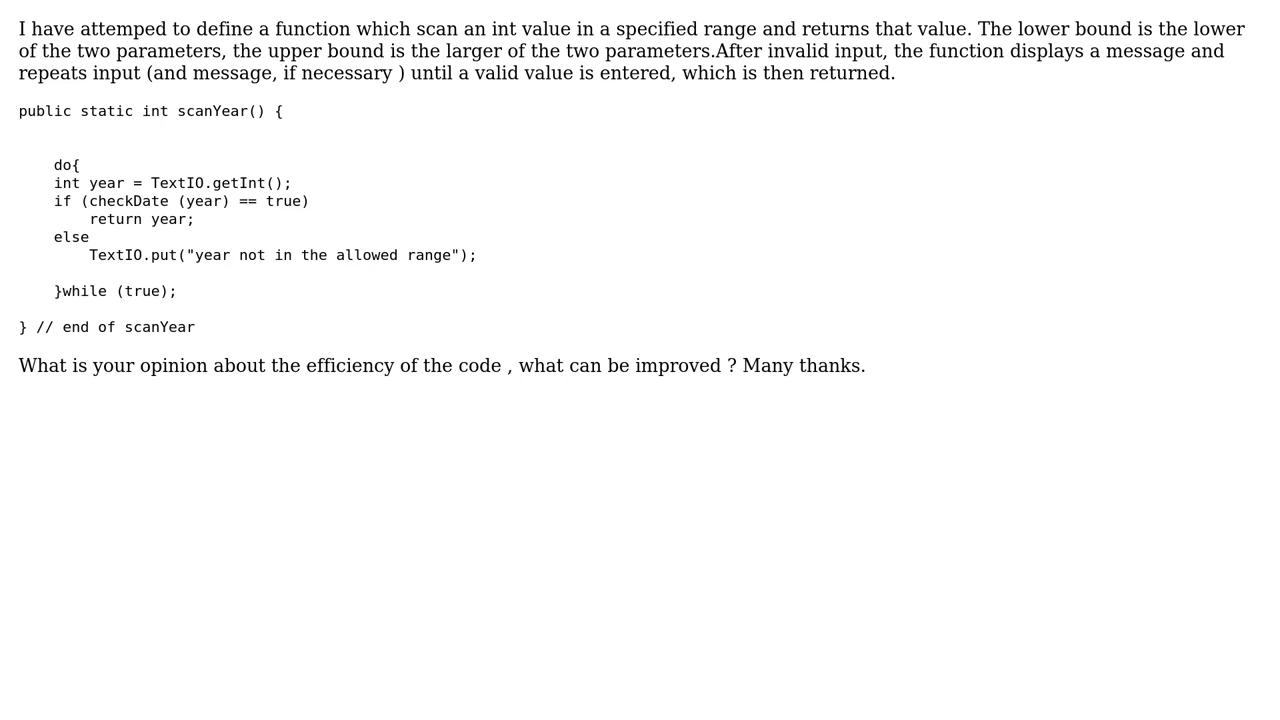 I have attemped to define a function which scan an int value in a specified range and returns that value. The lower bound is the lower
of the two parameters, the upper bound is the larger of the two parameters.After invalid input, the function displays a message and
repeats input (and message, if necessary ) until a valid value is entered, which is then returned.
public static int scanYear() {
    do{
    int year = TextIO.getInt();
    if (checkDate (year) == true)
        return year;
    else
        TextIO.put("year not in the allowed range");
    }while (true);
} // end of scanYear
What is your opinion about the efficiency of the code , what can be improved ? Many thanks.